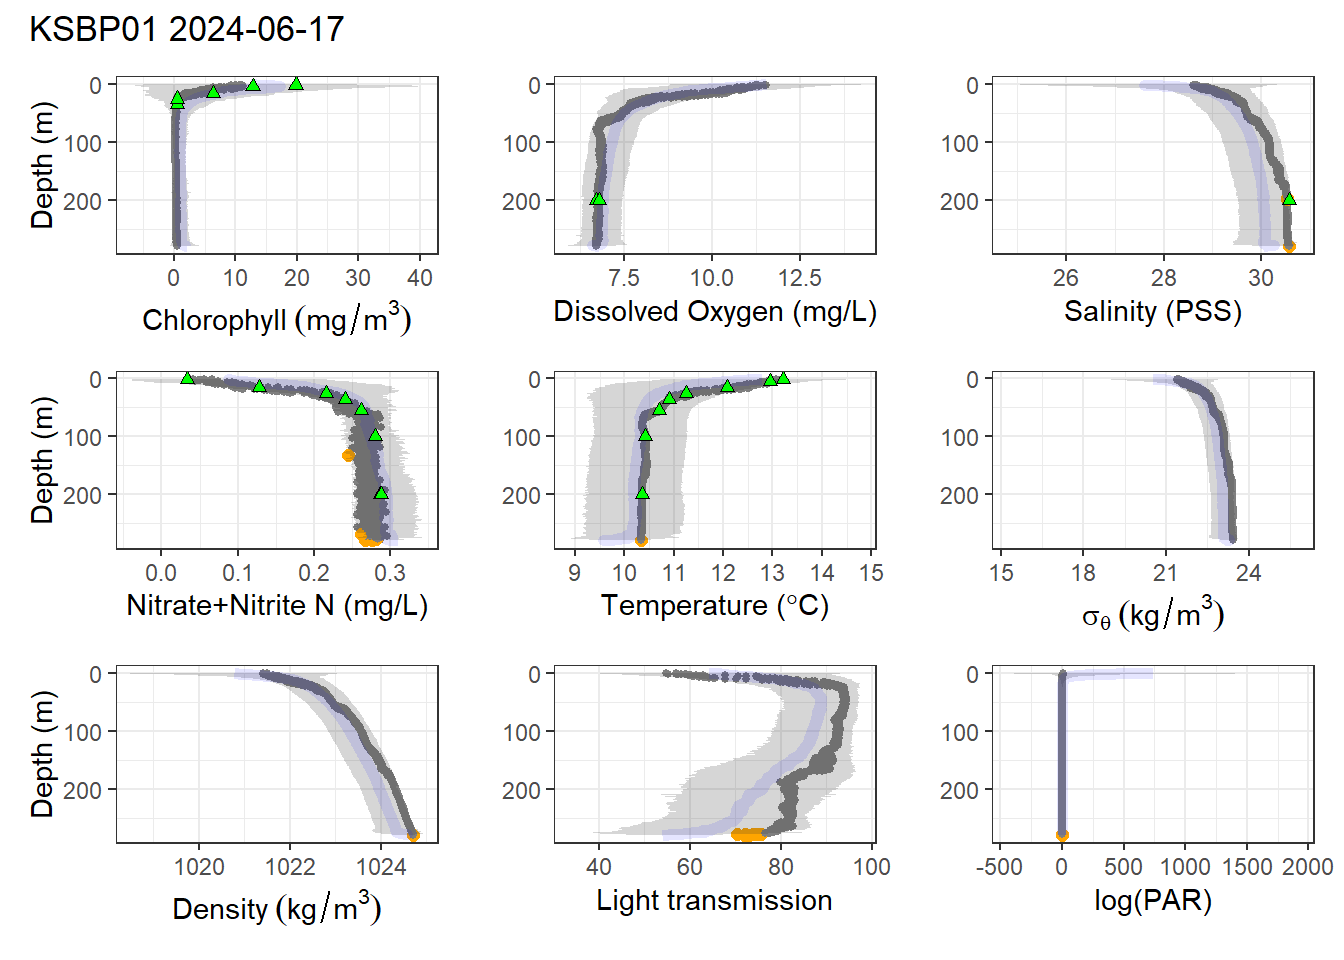 KSBP01 2024-06-17
Depth (m)
0
100
200
0 10 20 30 40
Chlorophyll (mg/m³)
0
100
200
7.5 10.0 12.5
Dissolved Oxygen (mg/L)
0
100
200
26 28 30
Salinity (PSS)
Depth (m)
0
100
200
0.0 0.1 0.2 0.3
Nitrate+Nitrite N (mg/L)
0
100
200
9 10 11 12 13 14 15
Temperature (°C)
0
100
200
15 18 21 24
σθ (kg/m³)
Depth (m)
0
100
200
1020 1022 1024
Density (kg/m³)
0
100
200
40 60 80 100
Light transmission
0
100
200
-500 0 500 1000 1500 2000
log(PAR)